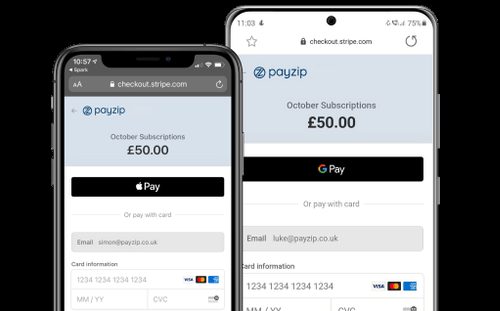 10:57
Spark
AA
checkout.stripe.com
payzip
October Subscriptions
£50.00
Pay
Or pay with card
Email simon@payzip.co.uk
Card information
1234 1234 1234 1234 VISA
MM / YY CVC
11:03
75%
checkout.stripe.com
payzip
October Subscriptions
£50.00
G Pay
Or pay with card
Email luke@payzip.co.uk
Card information
1234 1234 1234 1234 VISA
MM / YY CVC